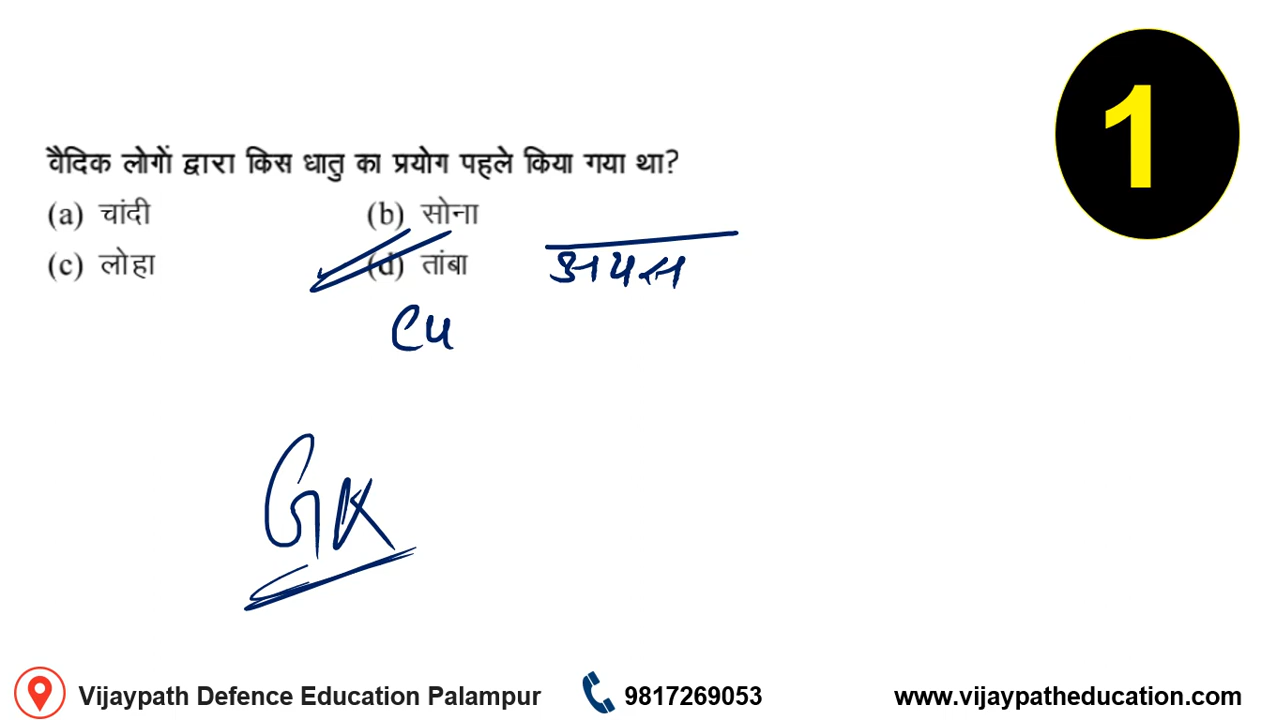 1
वैदिक लोगों द्वारा किस धातु का प्रयोग पहले किया गया था?
(a) चांदी (b) सोना
(c) लोहा (d) तांबा
अयस
Cu
GK
Vijaypath Defence Education Palampur 9817269053 www.vijaypatheducation.com